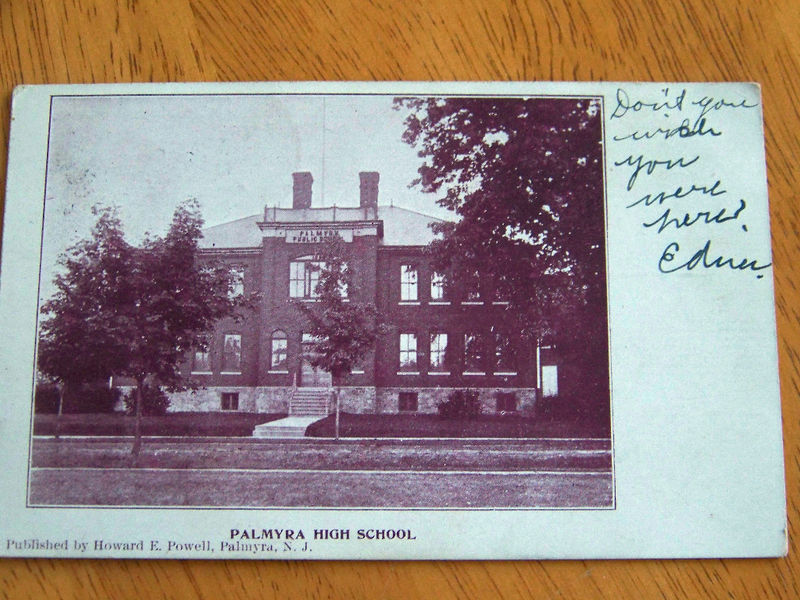 Don't you
wish
you
were
here?
Edna.
PALMYRA
PUBLIC SCHOOL
PALMYRA HIGH SCHOOL
Published by Howard E. Powell, Palmyra, N. J.